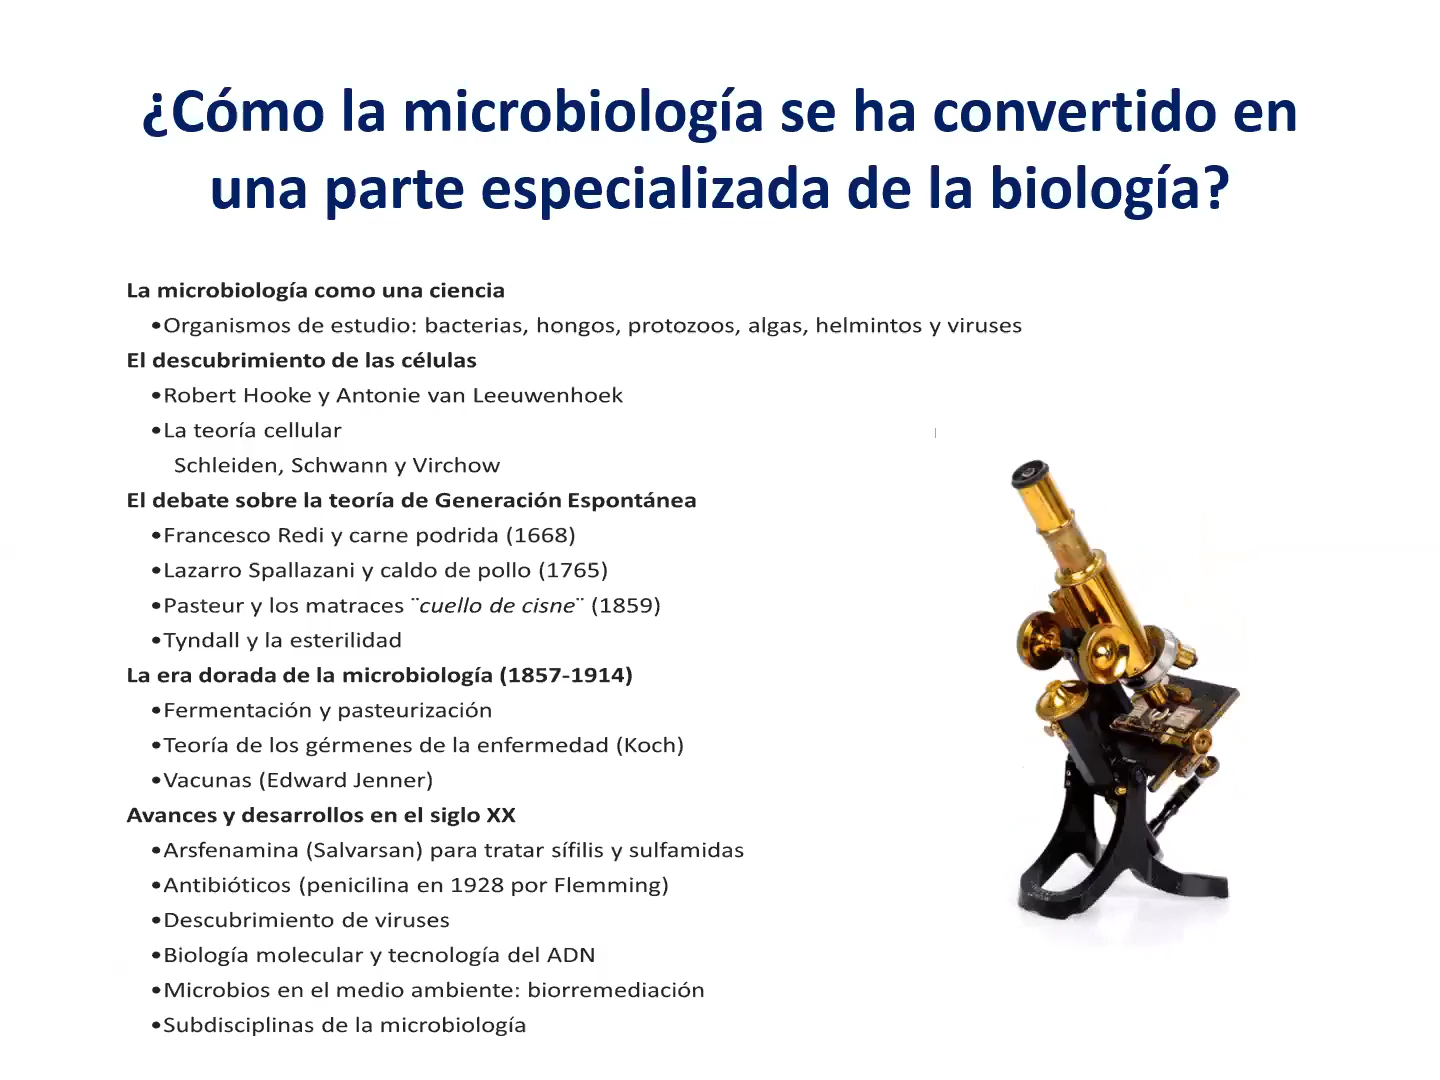 ¿Cómo la microbiología se ha convertido en
una parte especializada de la biología?
La microbiología como una ciencia
•Organismos de estudio: bacterias, hongos, protozoos, algas, helmintos y viruses
El descubrimiento de las células
•Robert Hooke y Antonie van Leeuwenhoek
•La teoría cellular
Schleiden, Schwann y Virchow
El debate sobre la teoría de Generación Espontánea
•Francesco Redi y carne podrida (1668)
•Lazarro Spallazani y caldo de pollo (1765)
•Pasteur y los matraces ¨cuello de cisne¨ (1859)
•Tyndall y la esterilidad
La era dorada de la microbiología (1857-1914)
•Fermentación y pasteurización
•Teoría de los gérmenes de la enfermedad (Koch)
•Vacunas (Edward Jenner)
Avances y desarrollos en el siglo XX
•Arsfenamina (Salvarsan) para tratar sífilis y sulfamidas
•Antibióticos (penicilina en 1928 por Flemming)
•Descubrimiento de viruses
•Biología molecular y tecnología del ADN
•Microbios en el medio ambiente: biorremediación
•Subdisciplinas de la microbiología